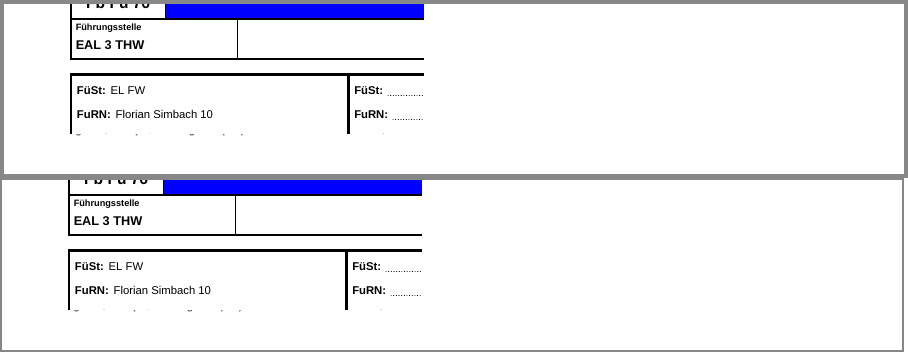 Führungsstelle
EAL 3 THW
FüSt: EL FW FüSt: ............
FuRN: Florian Simbach 10 FuRN: ...........
Führungsstelle
EAL 3 THW
FüSt: EL FW FüSt: ............
FuRN: Florian Simbach 10 FuRN: ...........